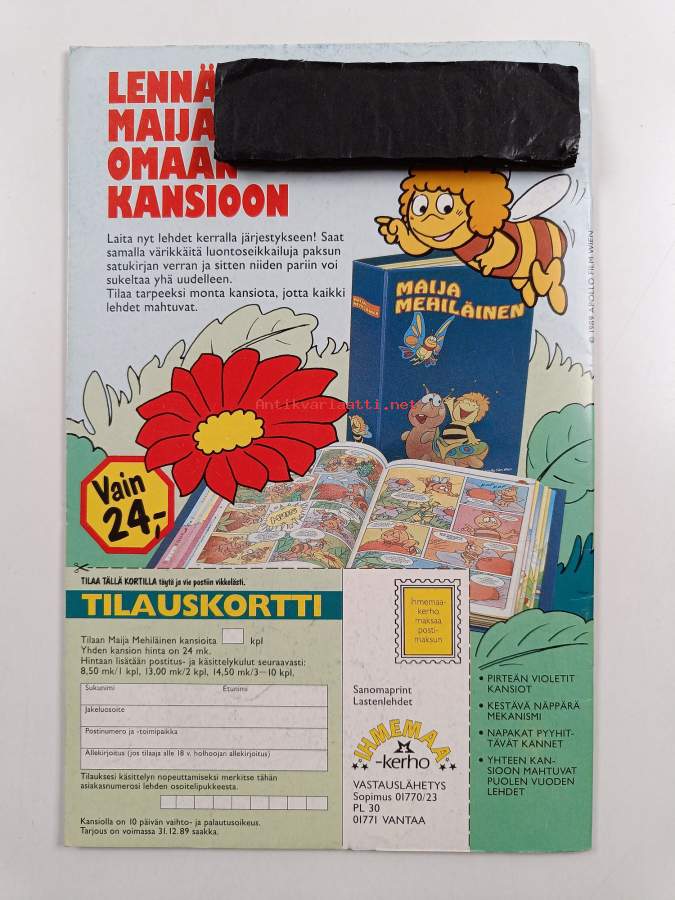 LENNÄ
MAIJA
OMAAN
KANSIOON
Laita nyt lehdet kerralla järjestykseen! Saat
samalla värikkäitä luontoseikkailuja paksun
satukirjan verran ja sitten niiden pariin voi
sukeltaa yhä uudelleen.
Tilaa tarpeeksi monta kansiota, jotta kaikki
lehdet mahtuvat.
© 1989 APOLLO FILM WIEN
MAIJA
MEHILÄINEN
Antikvariaatti.net
Vain
24,-
TILAA TÄLLÄ KORTILLA täytä ja vie postiin vikkelästi.
TILAUSKORTTI
Tilaan Maija Mehiläinen kansioita kpl
Yhden kansion hinta on 24 mk.
Hintaan lisätään postitus- ja käsittelykulut seuraavasti:
8,50 mk/1 kpl, 13,00 mk/2 kpl, 14,50 mk/3—10 kpl.
Sukunimi Etunimi
Jakeluosoite
Postinumero ja -toimipaikka
Allekirjoitus (jos tilaaja alle 18 v. holhoojan allekirjoitus)
Tilauksesi käsittelyn nopeuttamiseksi merkitse tähän
asiakasnumerosi lehden osoitelipukkeesta.
Kansiolla on 10 päivän vaihto- ja palautusoikeus.
Tarjous on voimassa 31.12.89 saakka.
Ihmemaa-
kerho
maksaa
posti-
maksun
Sanomaprint
Lastenlehdet
IHMEMAA
-kerho
VASTAUSLÄHETYS
Sopimus 01770/23
PL 30
01771 VANTAA
• PIRTEÄN VIOLETIT
KANSIOT
• KESTÄVÄ NÄPPÄRÄ
MEKANISMI
• NAPAKAT PYYHIT-
TÄVÄT KANNET
• YHTEEN KAN-
SIOON MAHTUVAT
PUOLEN VUODEN
LEHDET